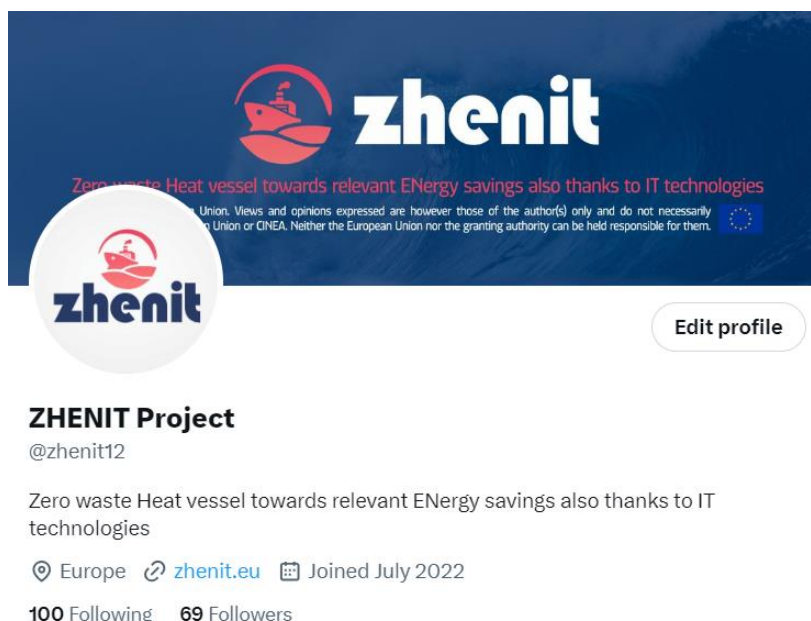 zhenit
Zero waste Heat vessel towards relevant ENergy savings also thanks to IT technologies
Union. Views and opinions expressed are however those of the author(s) only and do not necessarily
Union or CINEA. Neither the European Union nor the granting authority can be held responsible for them.
zhenit
Edit profile
ZHENIT Project
@zhenit12
Zero waste Heat vessel towards relevant ENergy savings also thanks to IT
technologies
Europe zhenit.eu Joined July 2022
100 Following 69 Followers